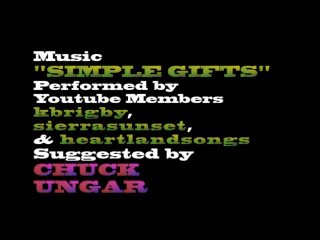 Music
"SIMPLE GIFTS"
Performed by
Youtube Members
kbrigby,
sierrasunset,
& heartlandsongs
Suggested by
CHUCK
UNGAR